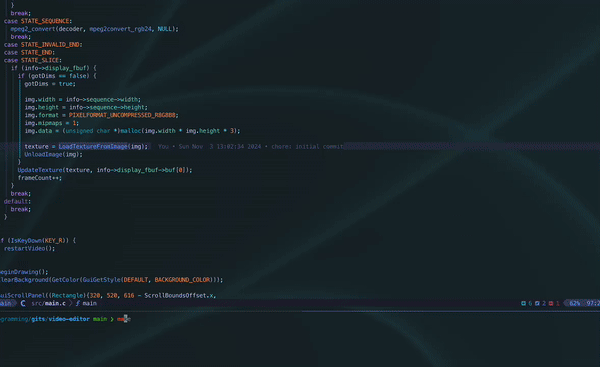 }
break;
case STATE_SEQUENCE:
mpeg2_convert(decoder, mpeg2convert_rgb24, NULL);
break;
case STATE_INVALID_END:
case STATE_END:
case STATE_SLICE:
if (info->display_fbuf) {
if (gotDims == false) {
gotDims = true;
img.width = info->sequence->width;
img.height = info->sequence->height;
img.format = PIXELFORMAT_UNCOMPRESSED_R8G8B8;
img.mipmaps = 1;
img.data = (unsigned char *)malloc(img.width * img.height * 3);
texture = LoadTextureFromImage(img); You • Sun Nov 3 13:02:34 2024 • chore: initial commit
UnloadImage(img);
}
UpdateTexture(texture, info->display_fbuf->buf[0]);
frameCount++;
}
break;
default:
break;
}
f (IsKeyDown(KEY_R)) {
restartVideo();
eginDrawing();
learBackground(GetColor(GuiGetStyle(DEFAULT, BACKGROUND_COLOR)));
uiScrollPanel((Rectangle){320, 520, 616 - ScrollBoundsOffset.x,
main C src/main.c main 6 2 1 62% 97:2
gramming/gits/video-editor main ❯ make